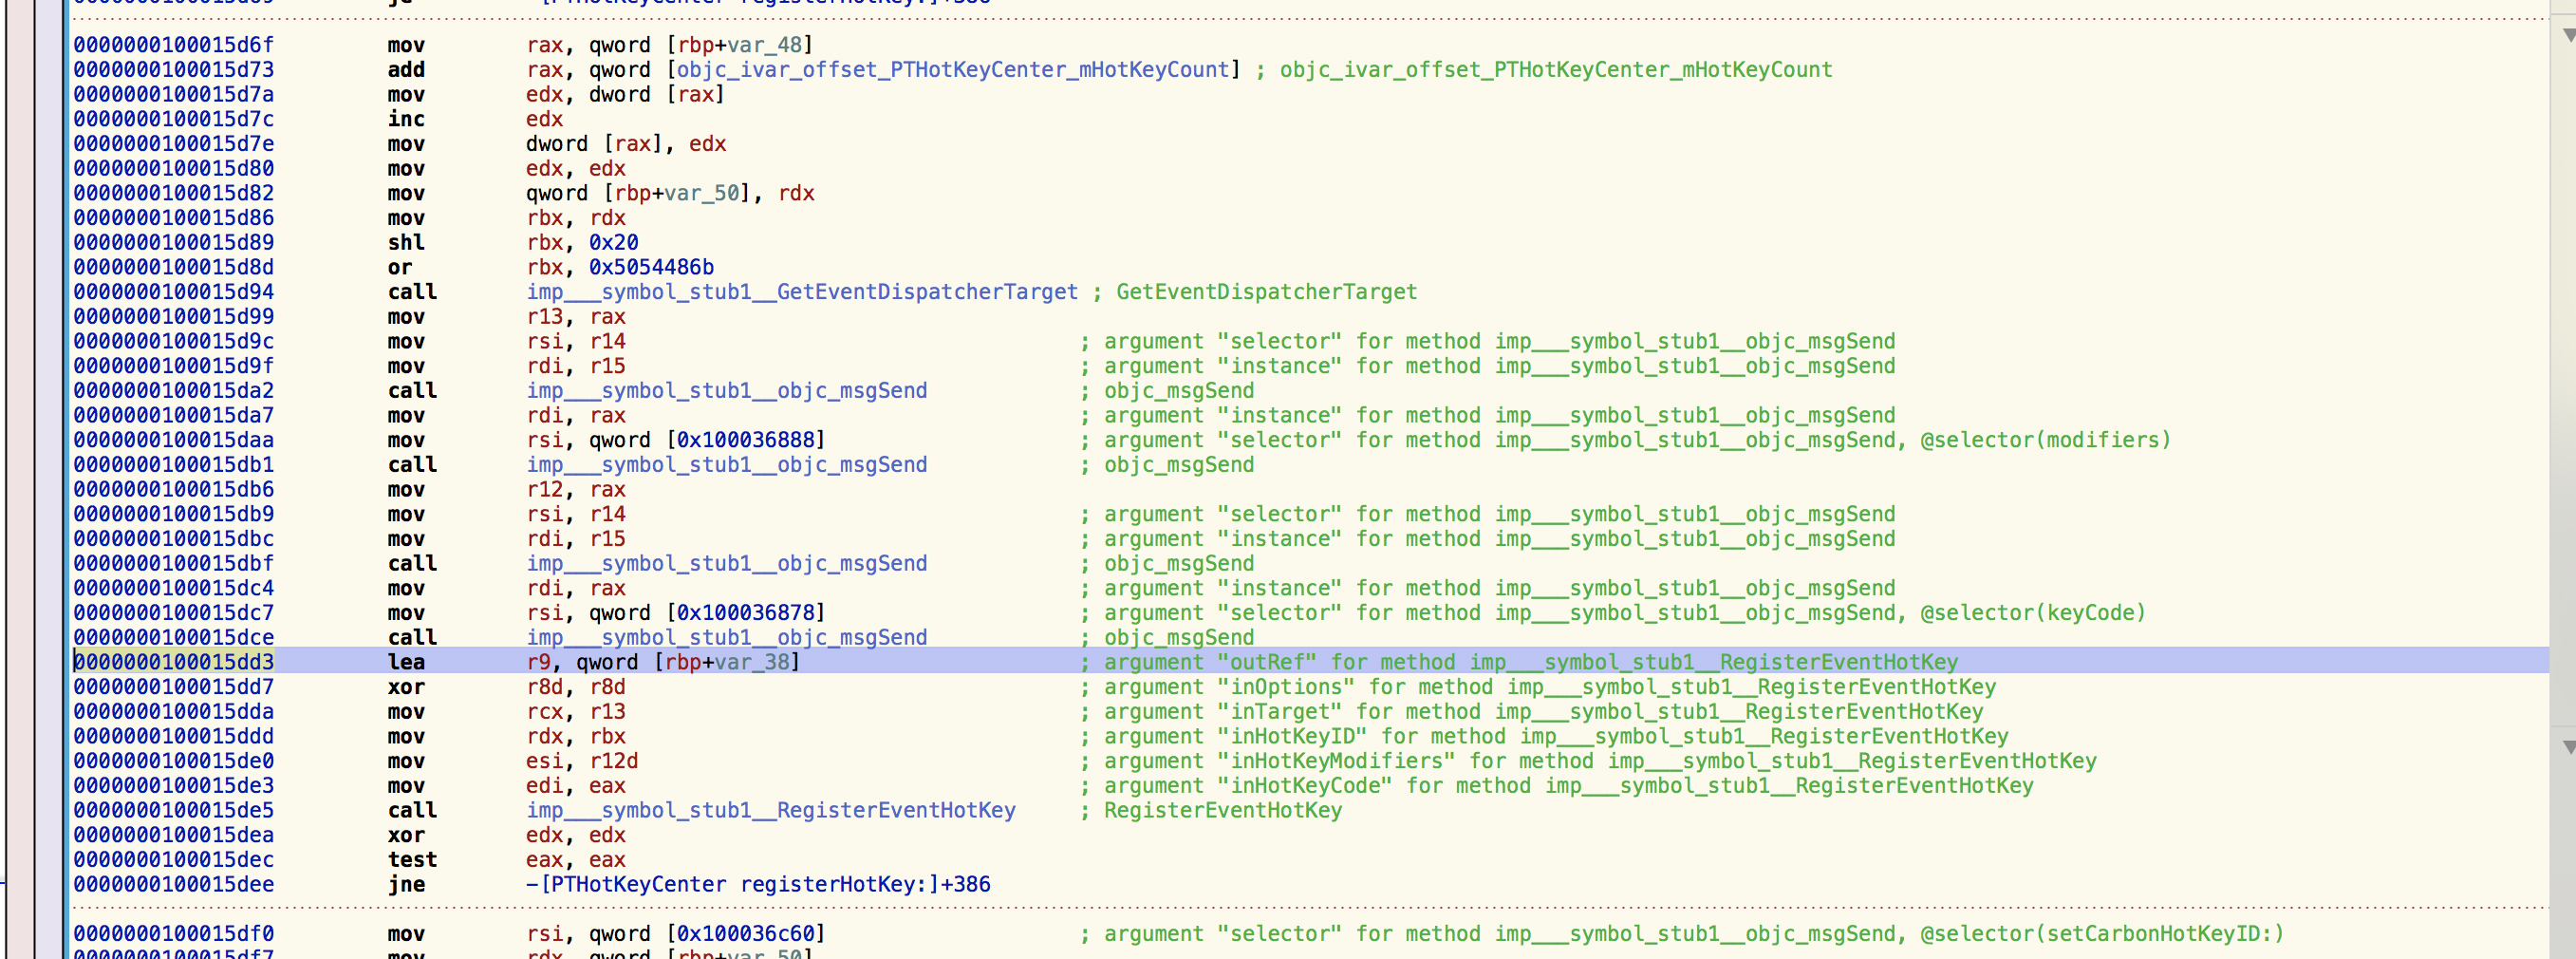 0000000100015d6f mov rax, qword [rbp+var_48]
0000000100015d73 add rax, qword [objc_ivar_offset_PTHotKeyCenter_mHotKeyCount] ; objc_ivar_offset_PTHotKeyCenter_mHotKeyCount
0000000100015d7a mov edx, dword [rax]
0000000100015d7c inc edx
0000000100015d7e mov dword [rax], edx
0000000100015d80 mov edx, edx
0000000100015d82 mov qword [rbp+var_50], rdx
0000000100015d86 mov rbx, rdx
0000000100015d89 shl rbx, 0x20
0000000100015d8d or rbx, 0x5054486b
0000000100015d94 call imp___symbol_stub1__GetEventDispatcherTarget ; GetEventDispatcherTarget
0000000100015d99 mov r13, rax
0000000100015d9c mov rsi, r14 ; argument "selector" for method imp___symbol_stub1__objc_msgSend
0000000100015d9f mov rdi, r15 ; argument "instance" for method imp___symbol_stub1__objc_msgSend
0000000100015da2 call imp___symbol_stub1__objc_msgSend ; objc_msgSend
0000000100015da7 mov rdi, rax ; argument "instance" for method imp___symbol_stub1__objc_msgSend
0000000100015daa mov rsi, qword [0x100036888] ; argument "selector" for method imp___symbol_stub1__objc_msgSend, @selector(modifiers)
0000000100015db1 call imp___symbol_stub1__objc_msgSend ; objc_msgSend
0000000100015db6 mov r12, rax
0000000100015db9 mov rsi, r14 ; argument "selector" for method imp___symbol_stub1__objc_msgSend
0000000100015dbc mov rdi, r15 ; argument "instance" for method imp___symbol_stub1__objc_msgSend
0000000100015dbf call imp___symbol_stub1__objc_msgSend ; objc_msgSend
0000000100015dc4 mov rdi, rax ; argument "instance" for method imp___symbol_stub1__objc_msgSend
0000000100015dc7 mov rsi, qword [0x100036878] ; argument "selector" for method imp___symbol_stub1__objc_msgSend, @selector(keyCode)
0000000100015dce call imp___symbol_stub1__objc_msgSend ; objc_msgSend
0000000100015dd3 lea r9, qword [rbp+var_38] ; argument "outRef" for method imp___symbol_stub1__RegisterEventHotKey
0000000100015dd7 xor r8d, r8d ; argument "inOptions" for method imp___symbol_stub1__RegisterEventHotKey
0000000100015dda mov rcx, r13 ; argument "inTarget" for method imp___symbol_stub1__RegisterEventHotKey
0000000100015ddd mov rdx, rbx ; argument "inHotKeyID" for method imp___symbol_stub1__RegisterEventHotKey
0000000100015de0 mov esi, r12d ; argument "inHotKeyModifiers" for method imp___symbol_stub1__RegisterEventHotKey
0000000100015de3 mov edi, eax ; argument "inHotKeyCode" for method imp___symbol_stub1__RegisterEventHotKey
0000000100015de5 call imp___symbol_stub1__RegisterEventHotKey ; RegisterEventHotKey
0000000100015dea xor edx, edx
0000000100015dec test eax, eax
0000000100015dee jne -[PTHotKeyCenter registerHotKey:]+386
0000000100015df0 mov rsi, qword [0x100036c60] ; argument "selector" for method imp___symbol_stub1__objc_msgSend, @selector(setCarbonHotKeyID:)
0000000100015df7 mov rdx, qword [rbp+var_50]